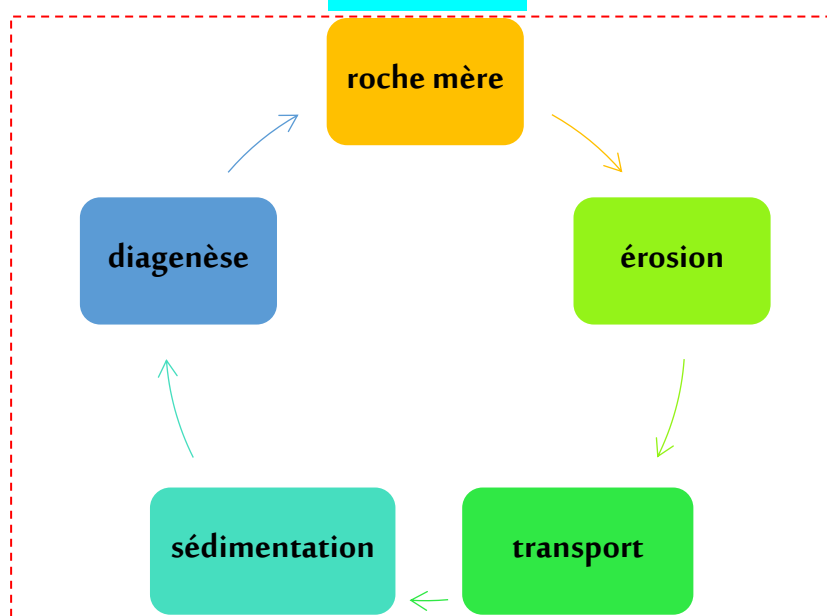 roche mère
érosion
transport
sédimentation
diagenèse